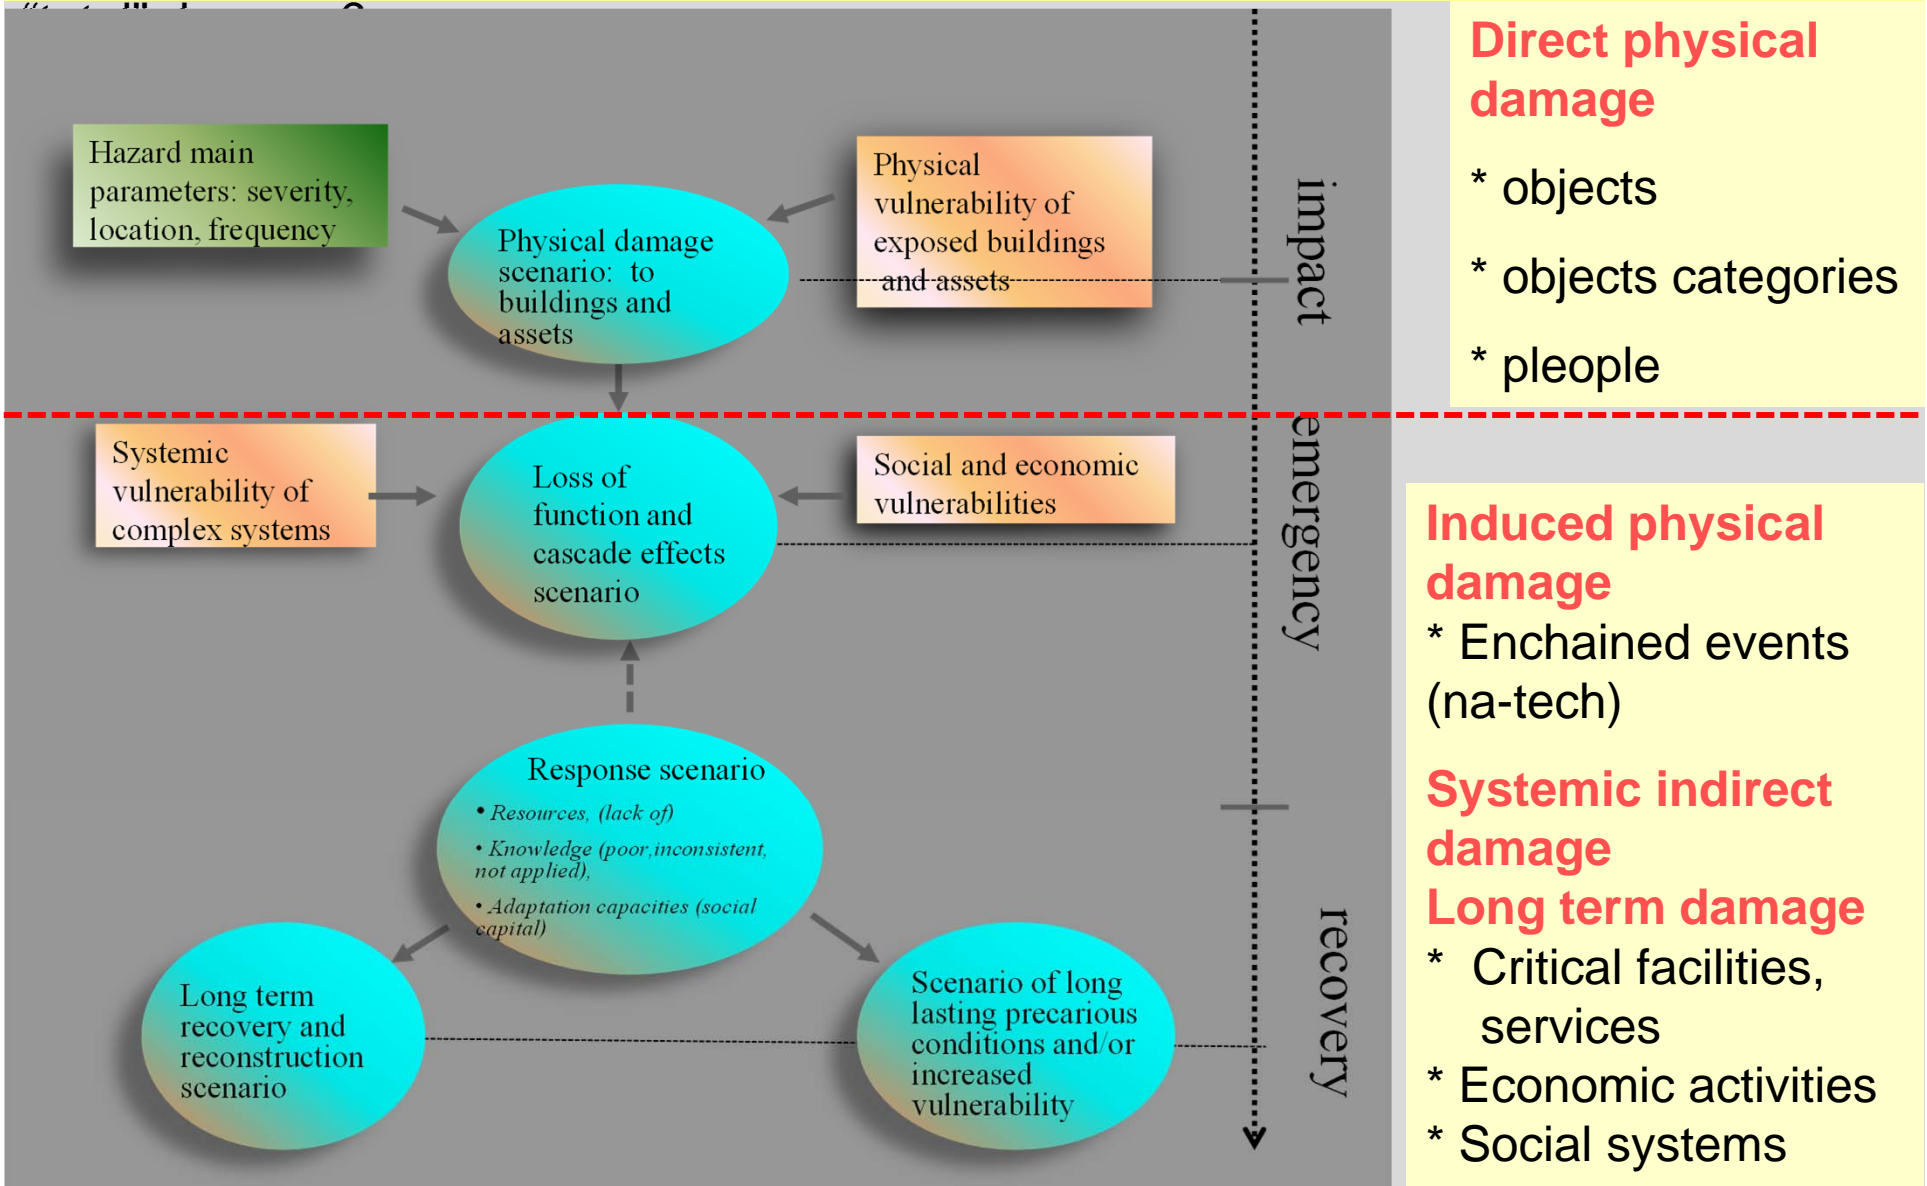 Direct physical
damage
* objects
* objects categories
* pleople
Hazard main
parameters: severity,
location, frequency
Physical damage
scenario: to
buildings and
assets
Physical
vulnerability of
exposed buildings
and assets
impact
Systemic
vulnerability of
complex systems
Loss of
function and
cascade effects
scenario
Social and economic
vulnerabilities
emergency
Induced physical
damage
* Enchained events
(na-tech)
Systemic indirect
damage
Long term damage
* Critical facilities,
services
* Economic activities
* Social systems
Response scenario
• Resources, (lack of)
• Knowledge (poor,inconsistent,
not applied),
• Adaptation capacities (social
capital)
Long term
recovery and
reconstruction
scenario
Scenario of long
lasting precarious
conditions and/or
increased
vulnerability
recovery